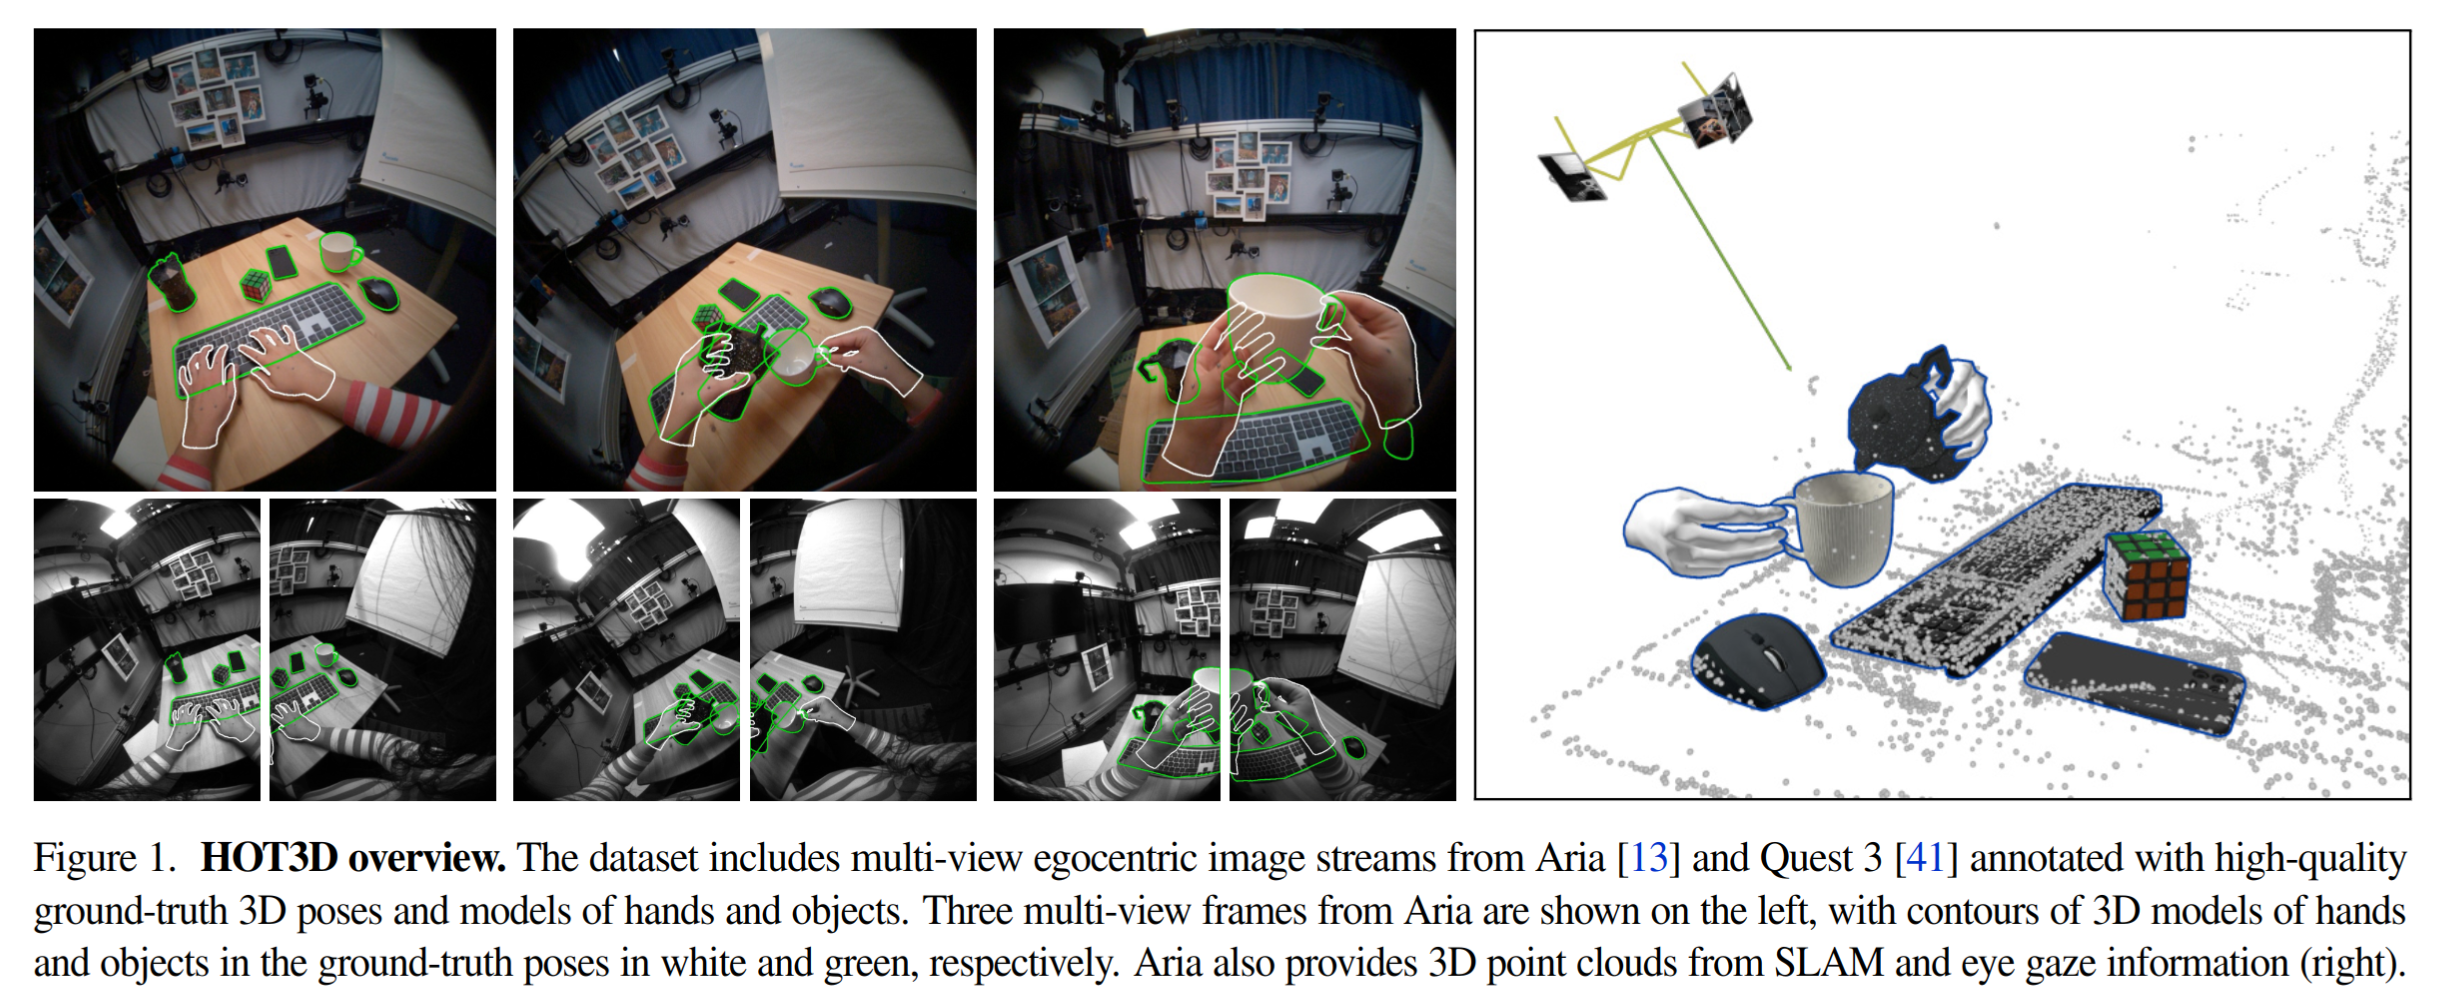 Figure 1. HOT3D overview. The dataset includes multi-view egocentric image streams from Aria [13] and Quest 3 [41] annotated with high-quality
ground-truth 3D poses and models of hands and objects. Three multi-view frames from Aria are shown on the left, with contours of 3D models of hands
and objects in the ground-truth poses in white and green, respectively. Aria also provides 3D point clouds from SLAM and eye gaze information (right).